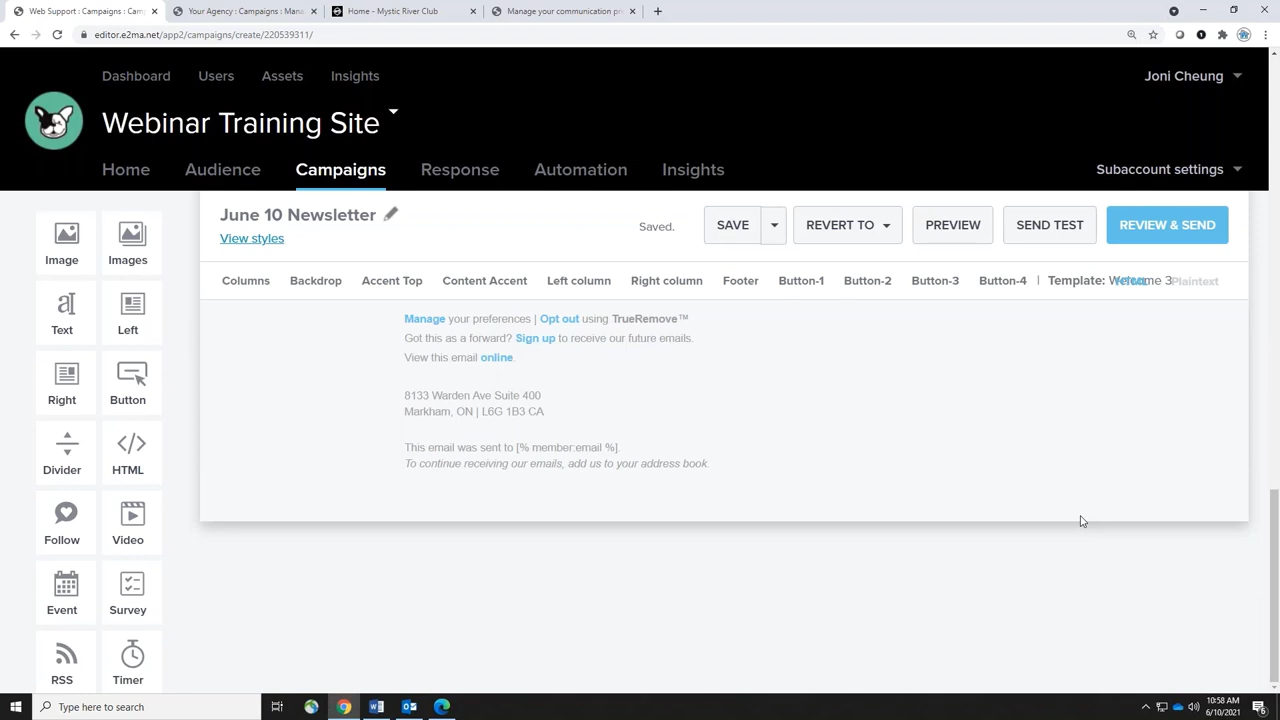 Web Support : Campaigns : Camp
Your Agency : Campaigns : Mana
Home - Mystic River Club
Manage your communication pr
editor.e2ma.net/app2/campaigns/create/220539311/
Dashboard Users Assets Insights
Joni Cheung
Webinar Training Site
Home Audience Campaigns Response Automation Insights
Subaccount settings
June 10 Newsletter
View styles
Saved.
SAVE
REVERT TO
PREVIEW
SEND TEST
REVIEW & SEND
Columns Backdrop Accent Top Content Accent Left column Right column Footer Button-1 Button-2 Button-3 Button-4 | Template: Welcome 3 Plaintext
Image Images
Text Left
Right Button
Divider HTML
Follow Video
Event Survey
RSS Timer
Manage your preferences | Opt out using TrueRemove™
Got this as a forward? Sign up to receive our future emails.
View this email online.
8133 Warden Ave Suite 400
Markham, ON | L6G 1B3 CA
This email was sent to [% member:email %].
To continue receiving our emails, add us to your address book.
Type here to search
10:58 AM
6/10/2021
6